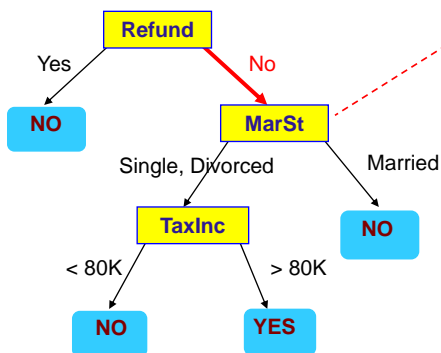 Refund
Yes
No
NO
MarSt
Single, Divorced
Married
TaxInc
NO
< 80K
> 80K
NO
YES